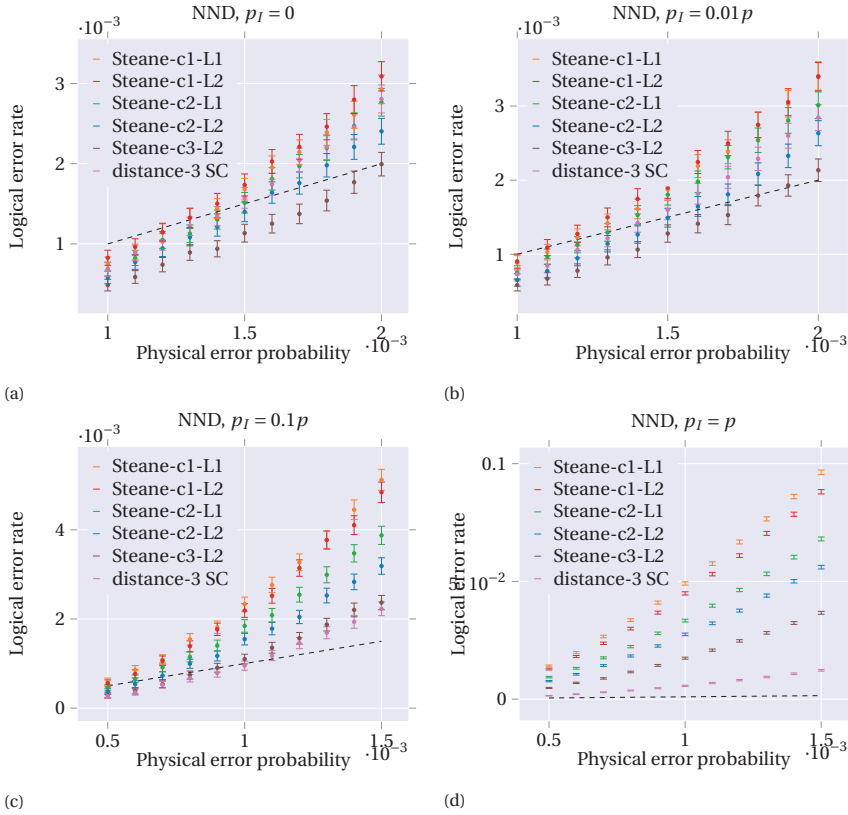 NND, p_I = 0
·10⁻³
Steane-c1-L1
Steane-c1-L2
Steane-c2-L1
Steane-c2-L2
Steane-c3-L2
distance-3 SC
3
2
1
Logical error rate
1
1.5
2
Physical error probability
·10⁻³
(a)
NND, p_I = 0.01p
·10⁻³
Steane-c1-L1
Steane-c1-L2
Steane-c2-L1
Steane-c2-L2
Steane-c3-L2
distance-3 SC
3
2
1
Logical error rate
1
1.5
2
Physical error probability
·10⁻³
(b)
NND, p_I = 0.1p
·10⁻³
Steane-c1-L1
Steane-c1-L2
Steane-c2-L1
Steane-c2-L2
Steane-c3-L2
distance-3 SC
4
2
0
Logical error rate
0.5
1
1.5
Physical error probability
·10⁻³
(c)
NND, p_I = p
Steane-c1-L1
Steane-c1-L2
Steane-c2-L1
Steane-c2-L2
Steane-c3-L2
distance-3 SC
0.1
5·10⁻²
0
Logical error rate
0.5
1
1.5
Physical error probability
·10⁻³
(d)